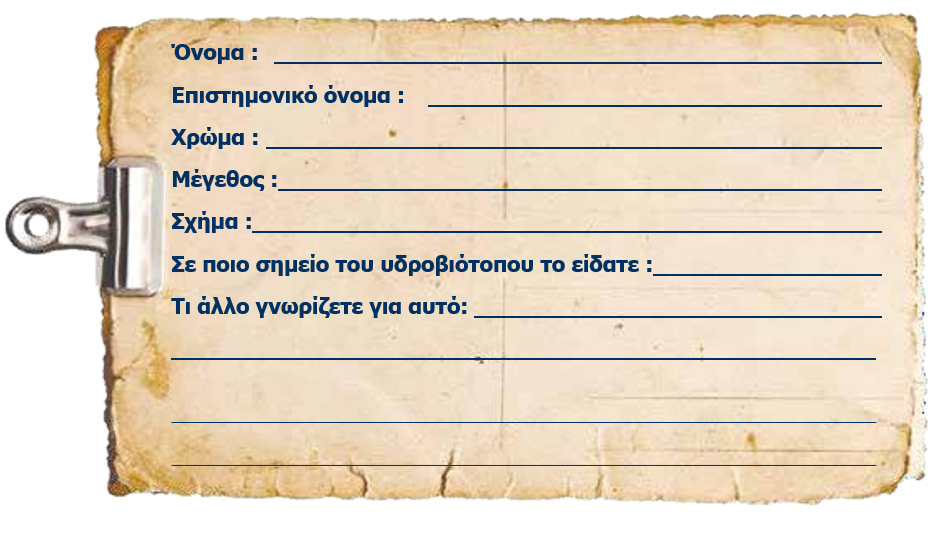 Όνομα :
Επιστημονικό όνομα :
Χρώμα :
Μέγεθος :
Σχήμα :
Σε ποιο σημείο του υδροβιότοπου το είδατε :
Τι άλλο γνωρίζετε για αυτό: